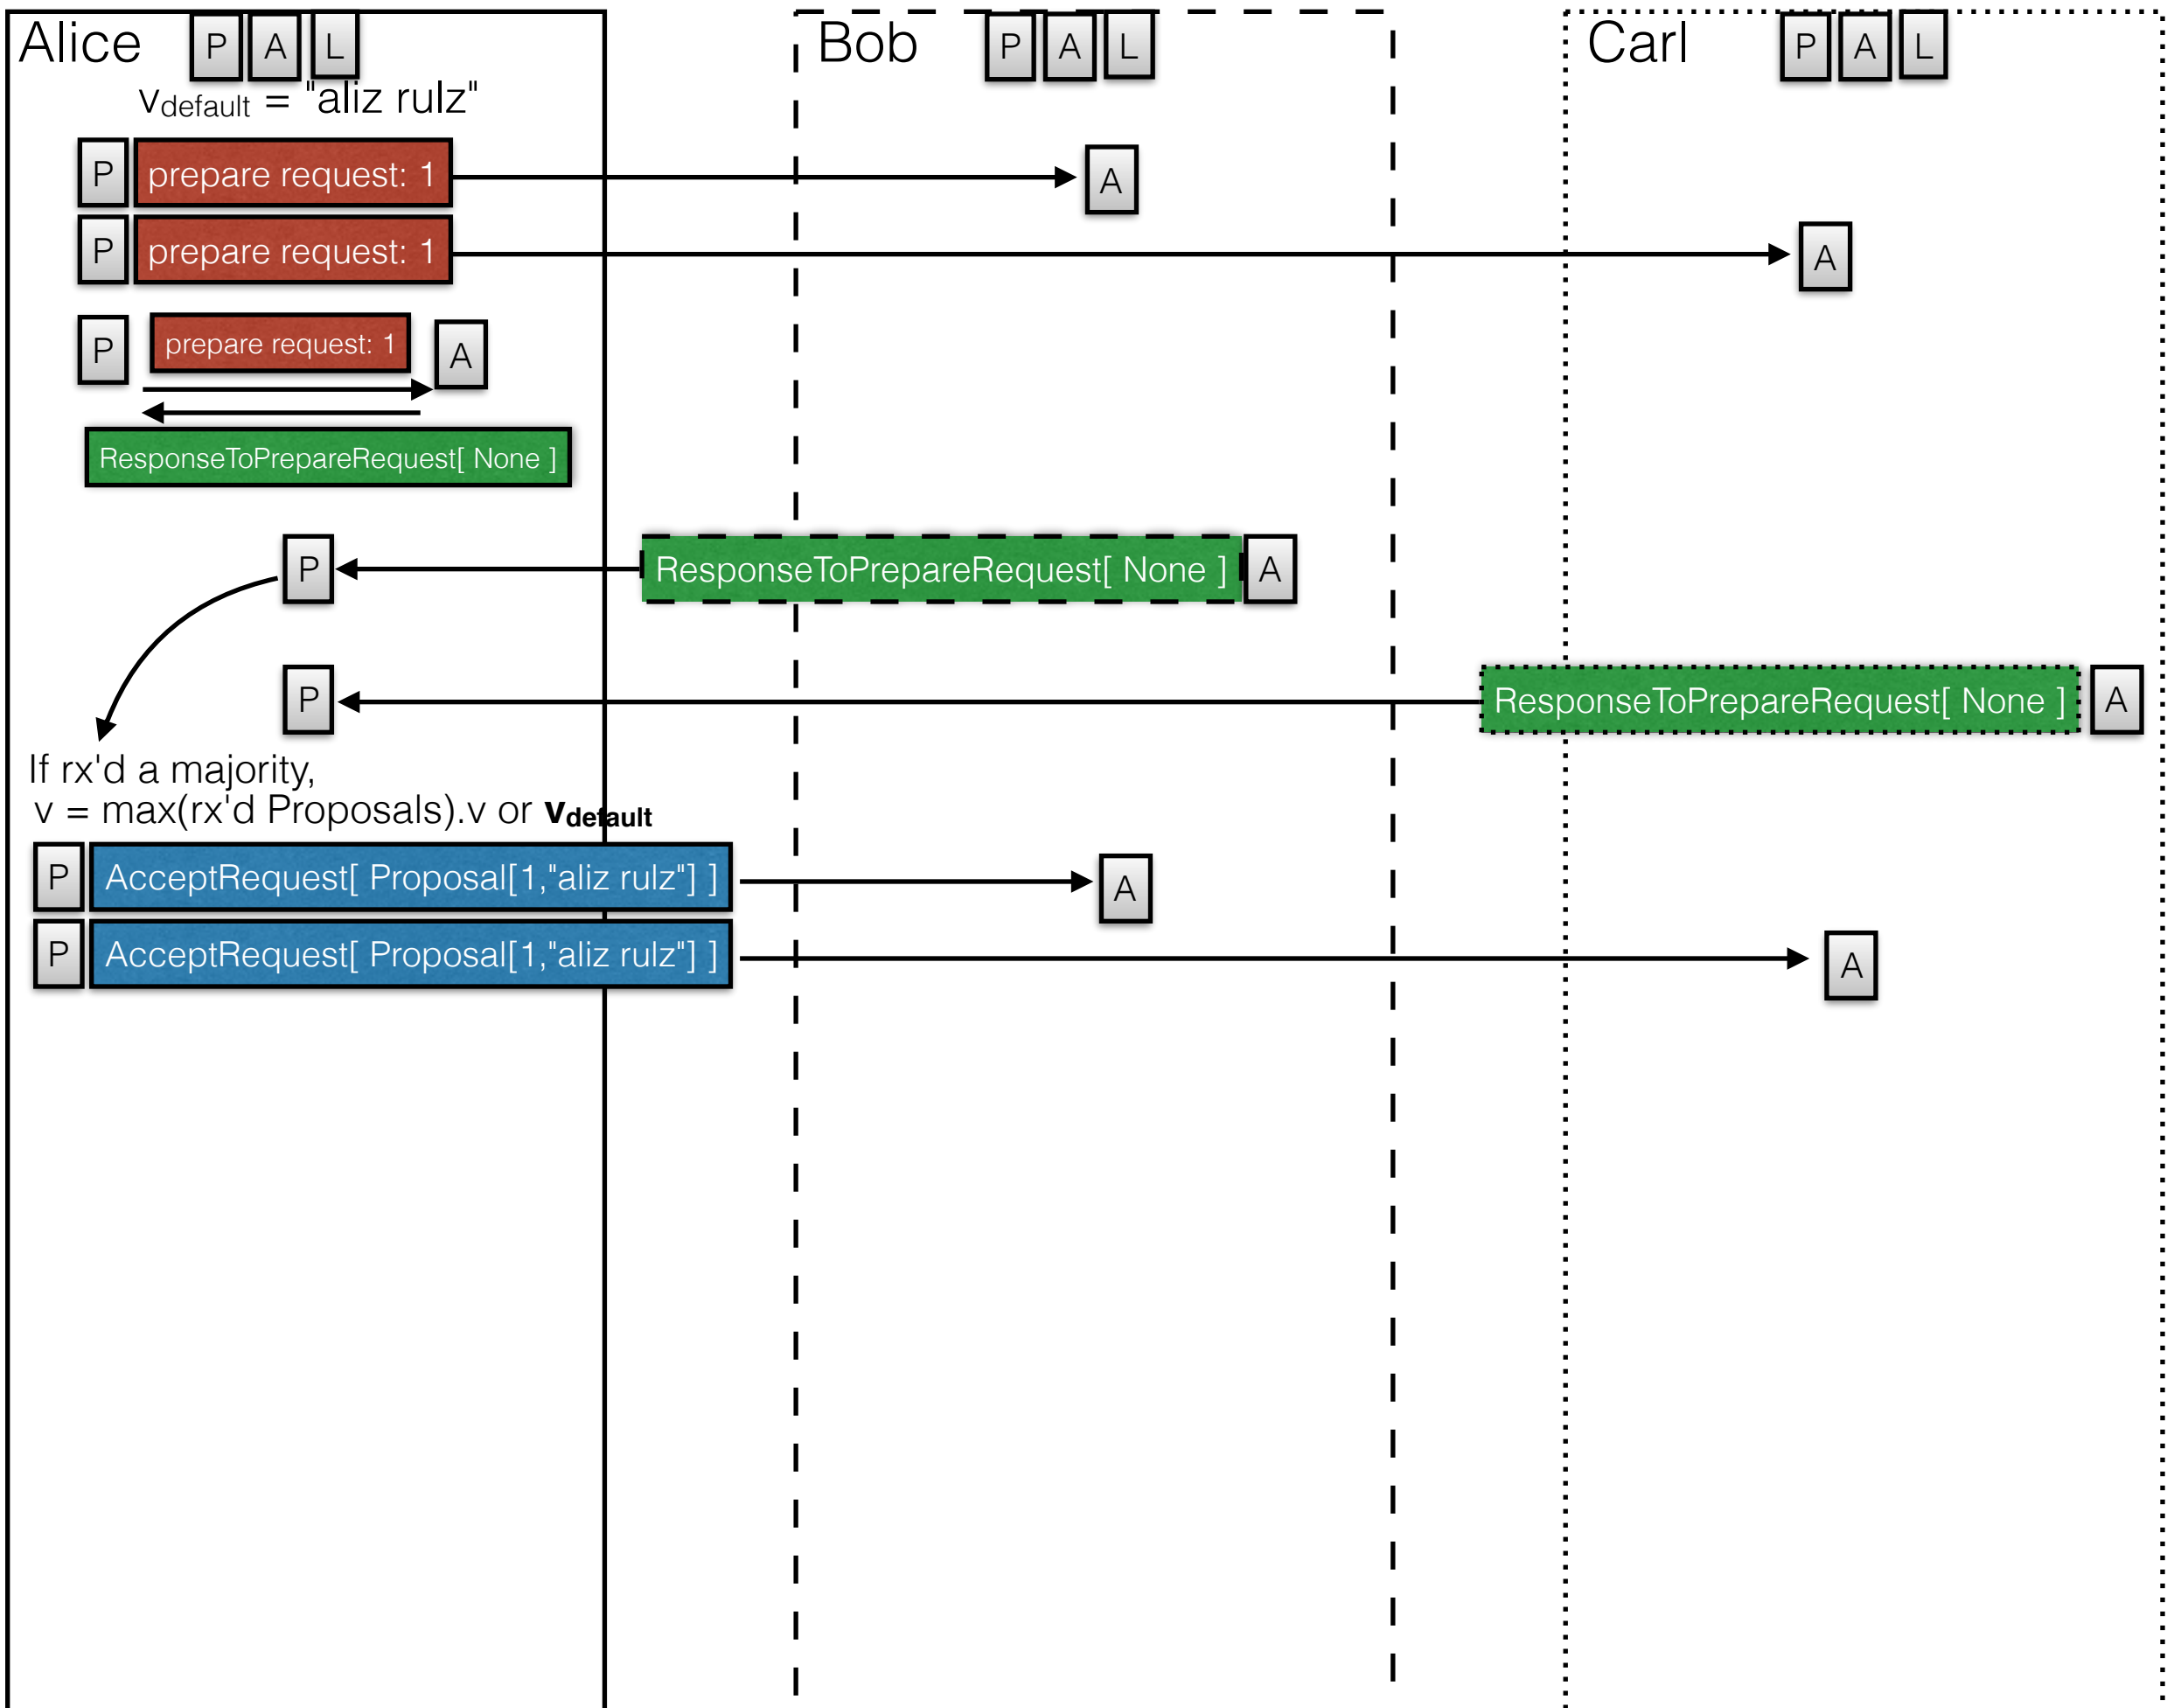 Alice P A L
Bob P A L
Carl P A L
vdefault = "aliz rulz"
P prepare request: 1
A
P prepare request: 1
A
P prepare request: 1 A
ResponseToPrepareRequest[ None ]
P
ResponseToPrepareRequest[ None ] A
P
ResponseToPrepareRequest[ None ] A
If rx'd a majority,
v = max(rx'd Proposals).v or vdefault
P AcceptRequest[ Proposal[1,"aliz rulz"] ]
A
P AcceptRequest[ Proposal[1,"aliz rulz"] ]
A